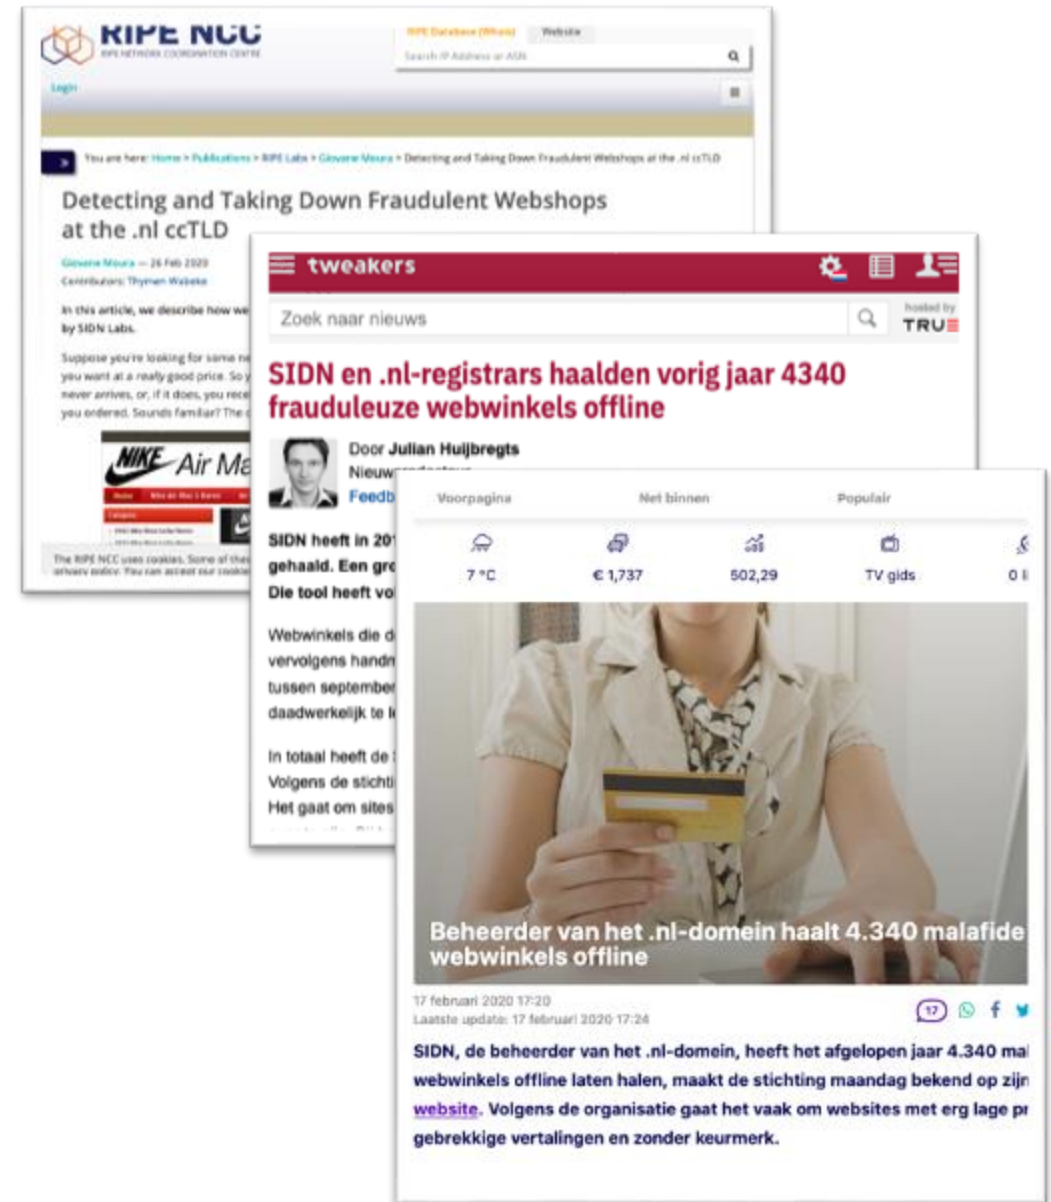 RIPE NCC
RIPE NETWORK COORDINATION CENTRE
RIPE Database (Whois) Website
Search IP Address or ASN
Login
You are here: Home > Publications > RIPE Labs > Giovane Moura > Detecting and Taking Down Fraudulent Webshops at the .nl ccTLD
Detecting and Taking Down Fraudulent Webshops
at the .nl ccTLD
Giovane Moura — 26 Feb 2020
Contributors: Thymen Wabeke
In this article, we describe how we
by SIDN Labs.
Suppose you're looking for some ne
you want at a really good price. So y
never arrives, or, if it does, you rece
you ordered. Sounds familiar? The
NIKE Air Ma
The RIPE NCC uses cookies. Some of thes
privacy policy. You can accept our cookie
tweakers
Zoek naar nieuws
hosted by
TRUE
SIDN en .nl-registrars haalden vorig jaar 4340
frauduleuze webwinkels offline
Door Julian Huijbregts
Nieuwsredacteur
Feedb
SIDN heeft in 201
gehaald. Een gro
Die tool heeft vo
Webwinkels die d
vervolgens handm
tussen september
daadwerkelijk te l
In totaal heeft de
Volgens de stichti
Het gaat om sites
Voorpagina Net binnen Populair
7 °C € 1,737 502,29 TV gids
Beheerder van het .nl-domein haalt 4.340 malafide
webwinkels offline
17 februari 2020 17:20
Laatste update: 17 februari 2020 17:24
17
SIDN, de beheerder van het .nl-domein, heeft het afgelopen jaar 4.340 mal
webwinkels offline laten halen, maakt de stichting maandag bekend op zijn
website. Volgens de organisatie gaat het vaak om websites met erg lage pr
gebrekkige vertalingen en zonder keurmerk.